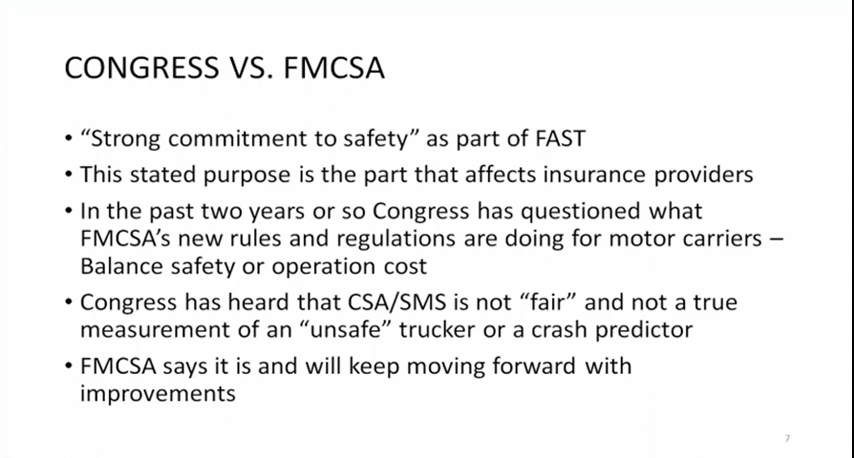 CONGRESS VS. FMCSA
• “Strong commitment to safety” as part of FAST
• This stated purpose is the part that affects insurance providers
• In the past two years or so Congress has questioned what
FMCSA’s new rules and regulations are doing for motor carriers –
Balance safety or operation cost
• Congress has heard that CSA/SMS is not “fair” and not a true
measurement of an “unsafe” trucker or a crash predictor
• FMCSA says it is and will keep moving forward with
improvements
7